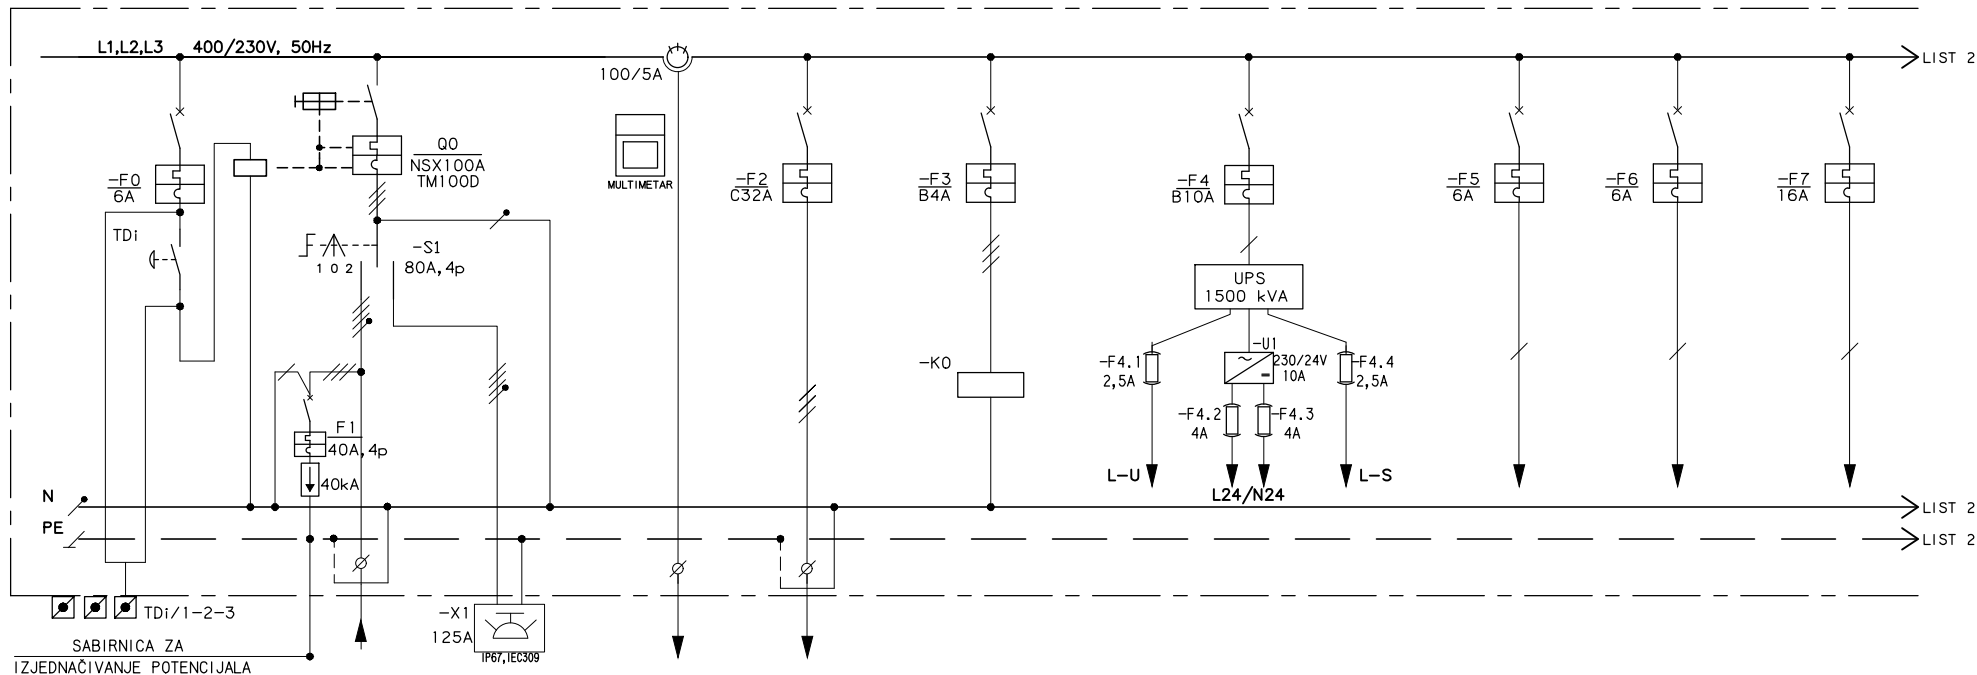 L1,L2,L3 400/230V, 50Hz
LIST 2
100/5A
MULTIMETAR
Q0
NSX100A
TM100D
-F0
6A
TDi
-S1
80A,4p
1 0 2
F1
40A,4p
40kA
-F2
C32A
-F3
B4A
-K0
-F4
B10A
UPS
1500 kVA
-U1
230/24V
10A
-F4.1
2,5A
-F4.2
4A
-F4.3
4A
-F4.4
2,5A
L-U
L24/N24
L-S
-F5
6A
-F6
6A
-F7
16A
N
LIST 2
PE
LIST 2
TDi/1-2-3
-X1
125A
IP67,IEC309
SABIRNICA ZA
IZJEDNAČIVANJE POTENCIJALA